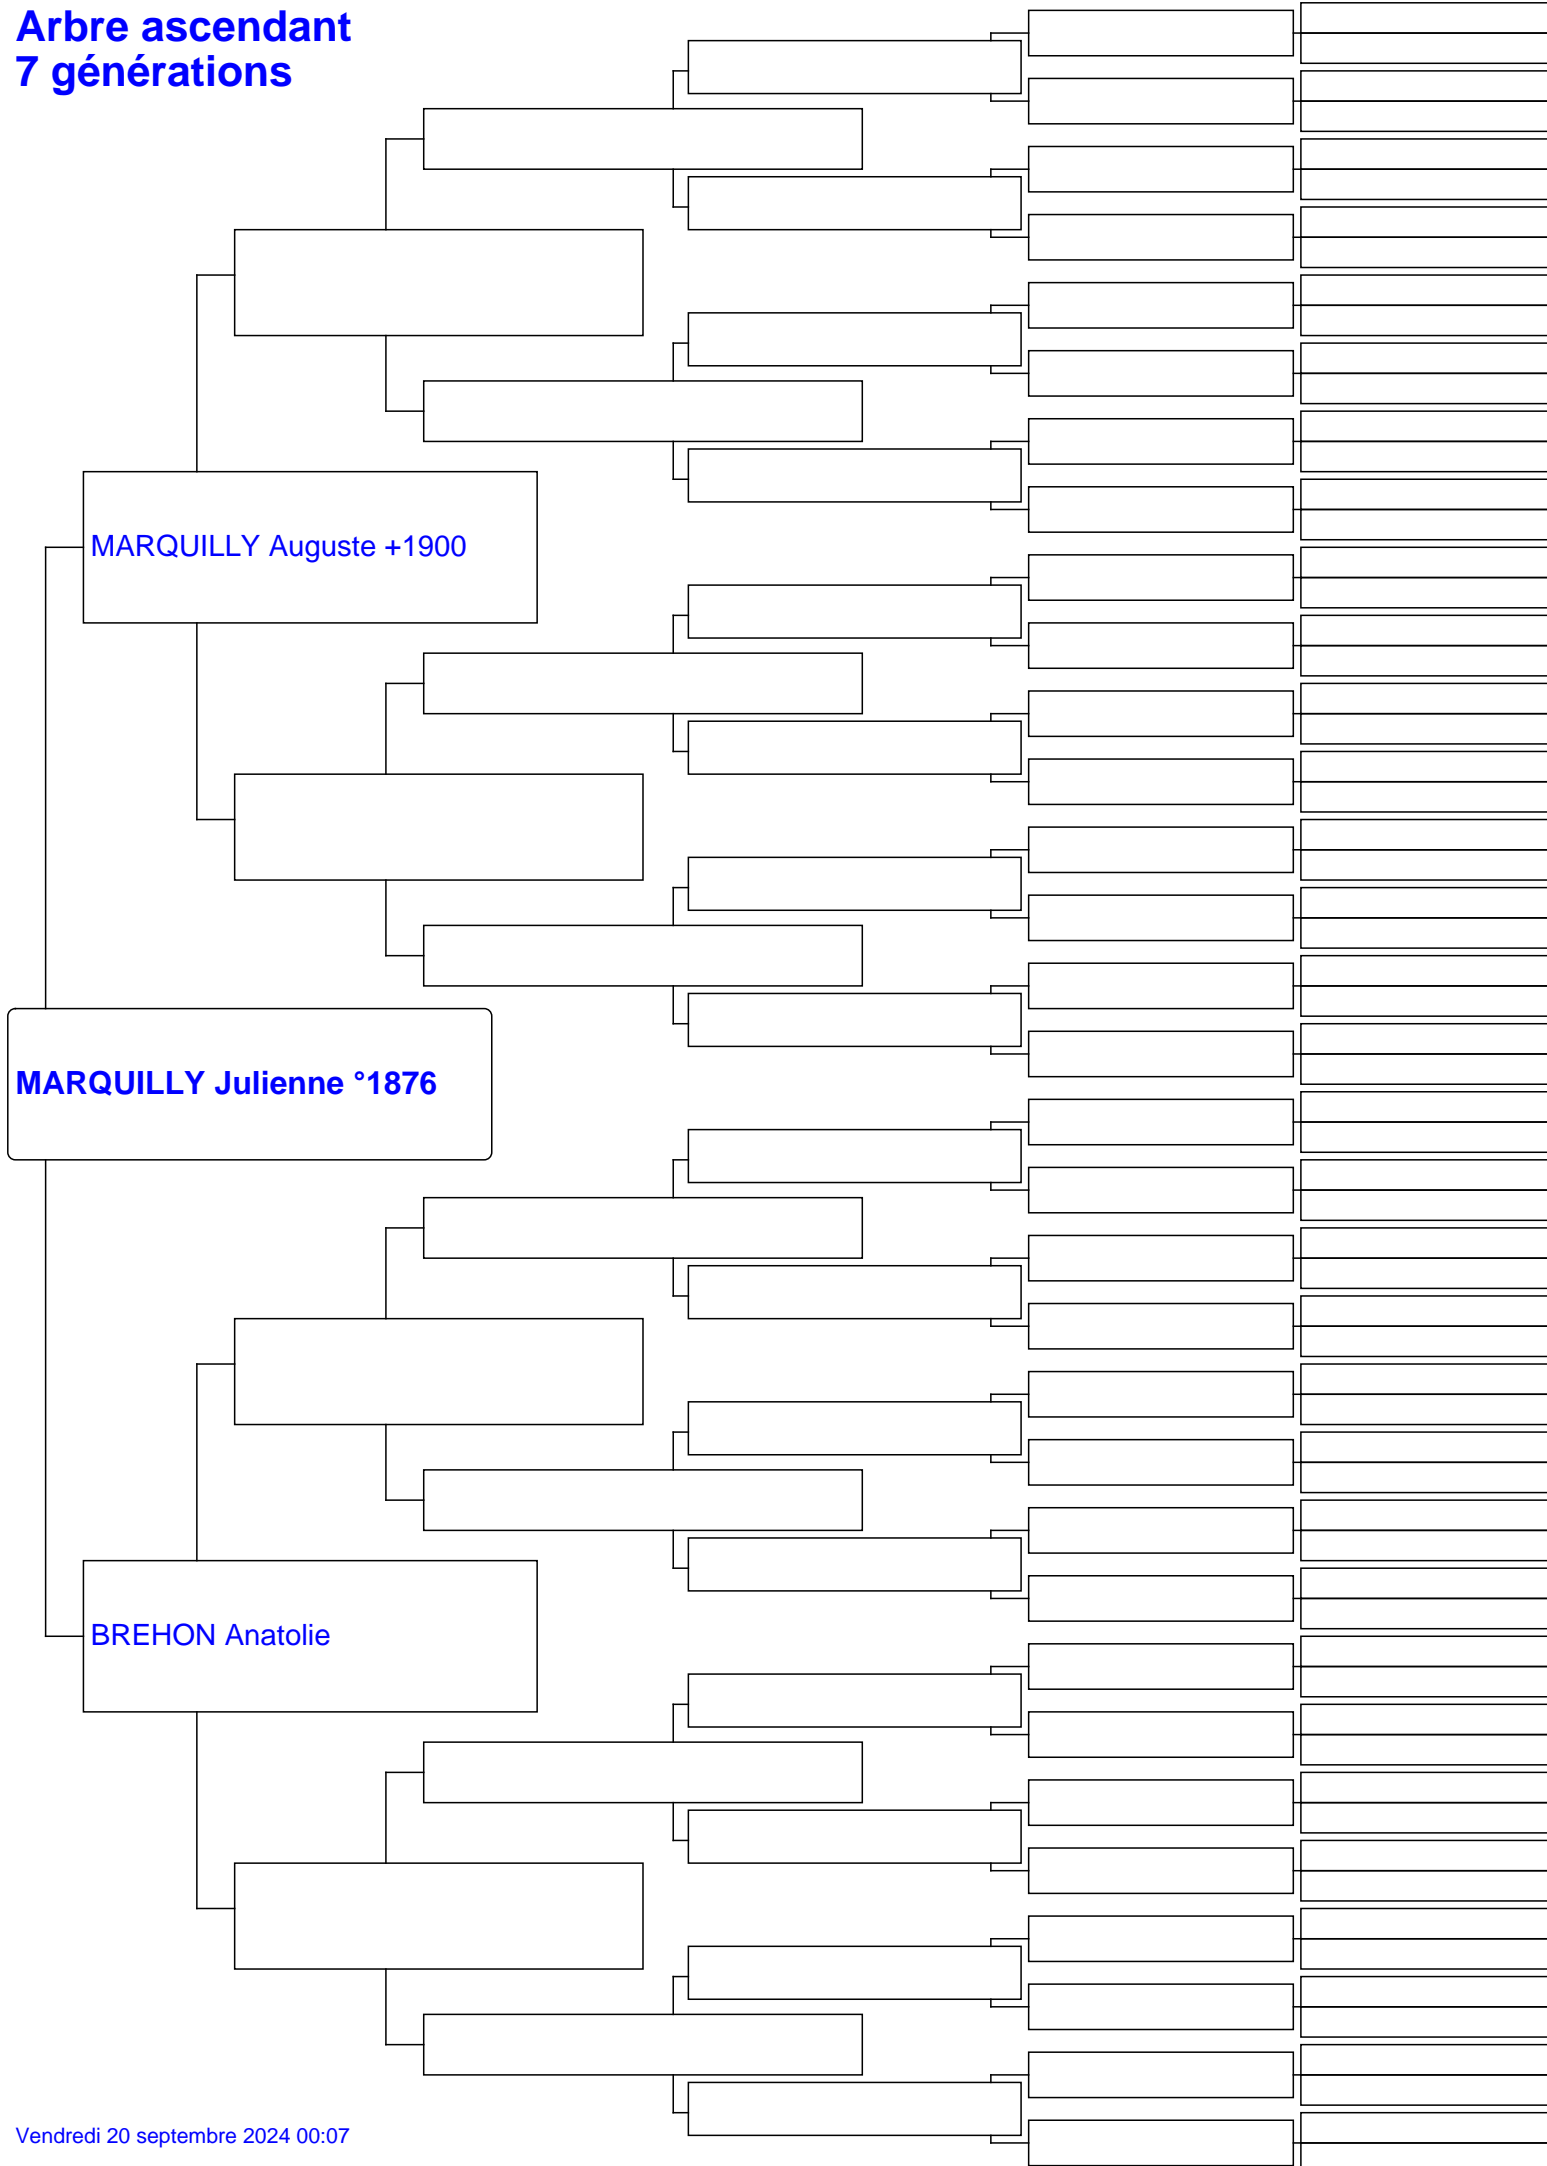 Arbre ascendant
7 générations
MARQUILLY Auguste +1900
MARQUILLY Julienne °1876
BREHON Anatolie
Vendredi 20 septembre 2024 00:07